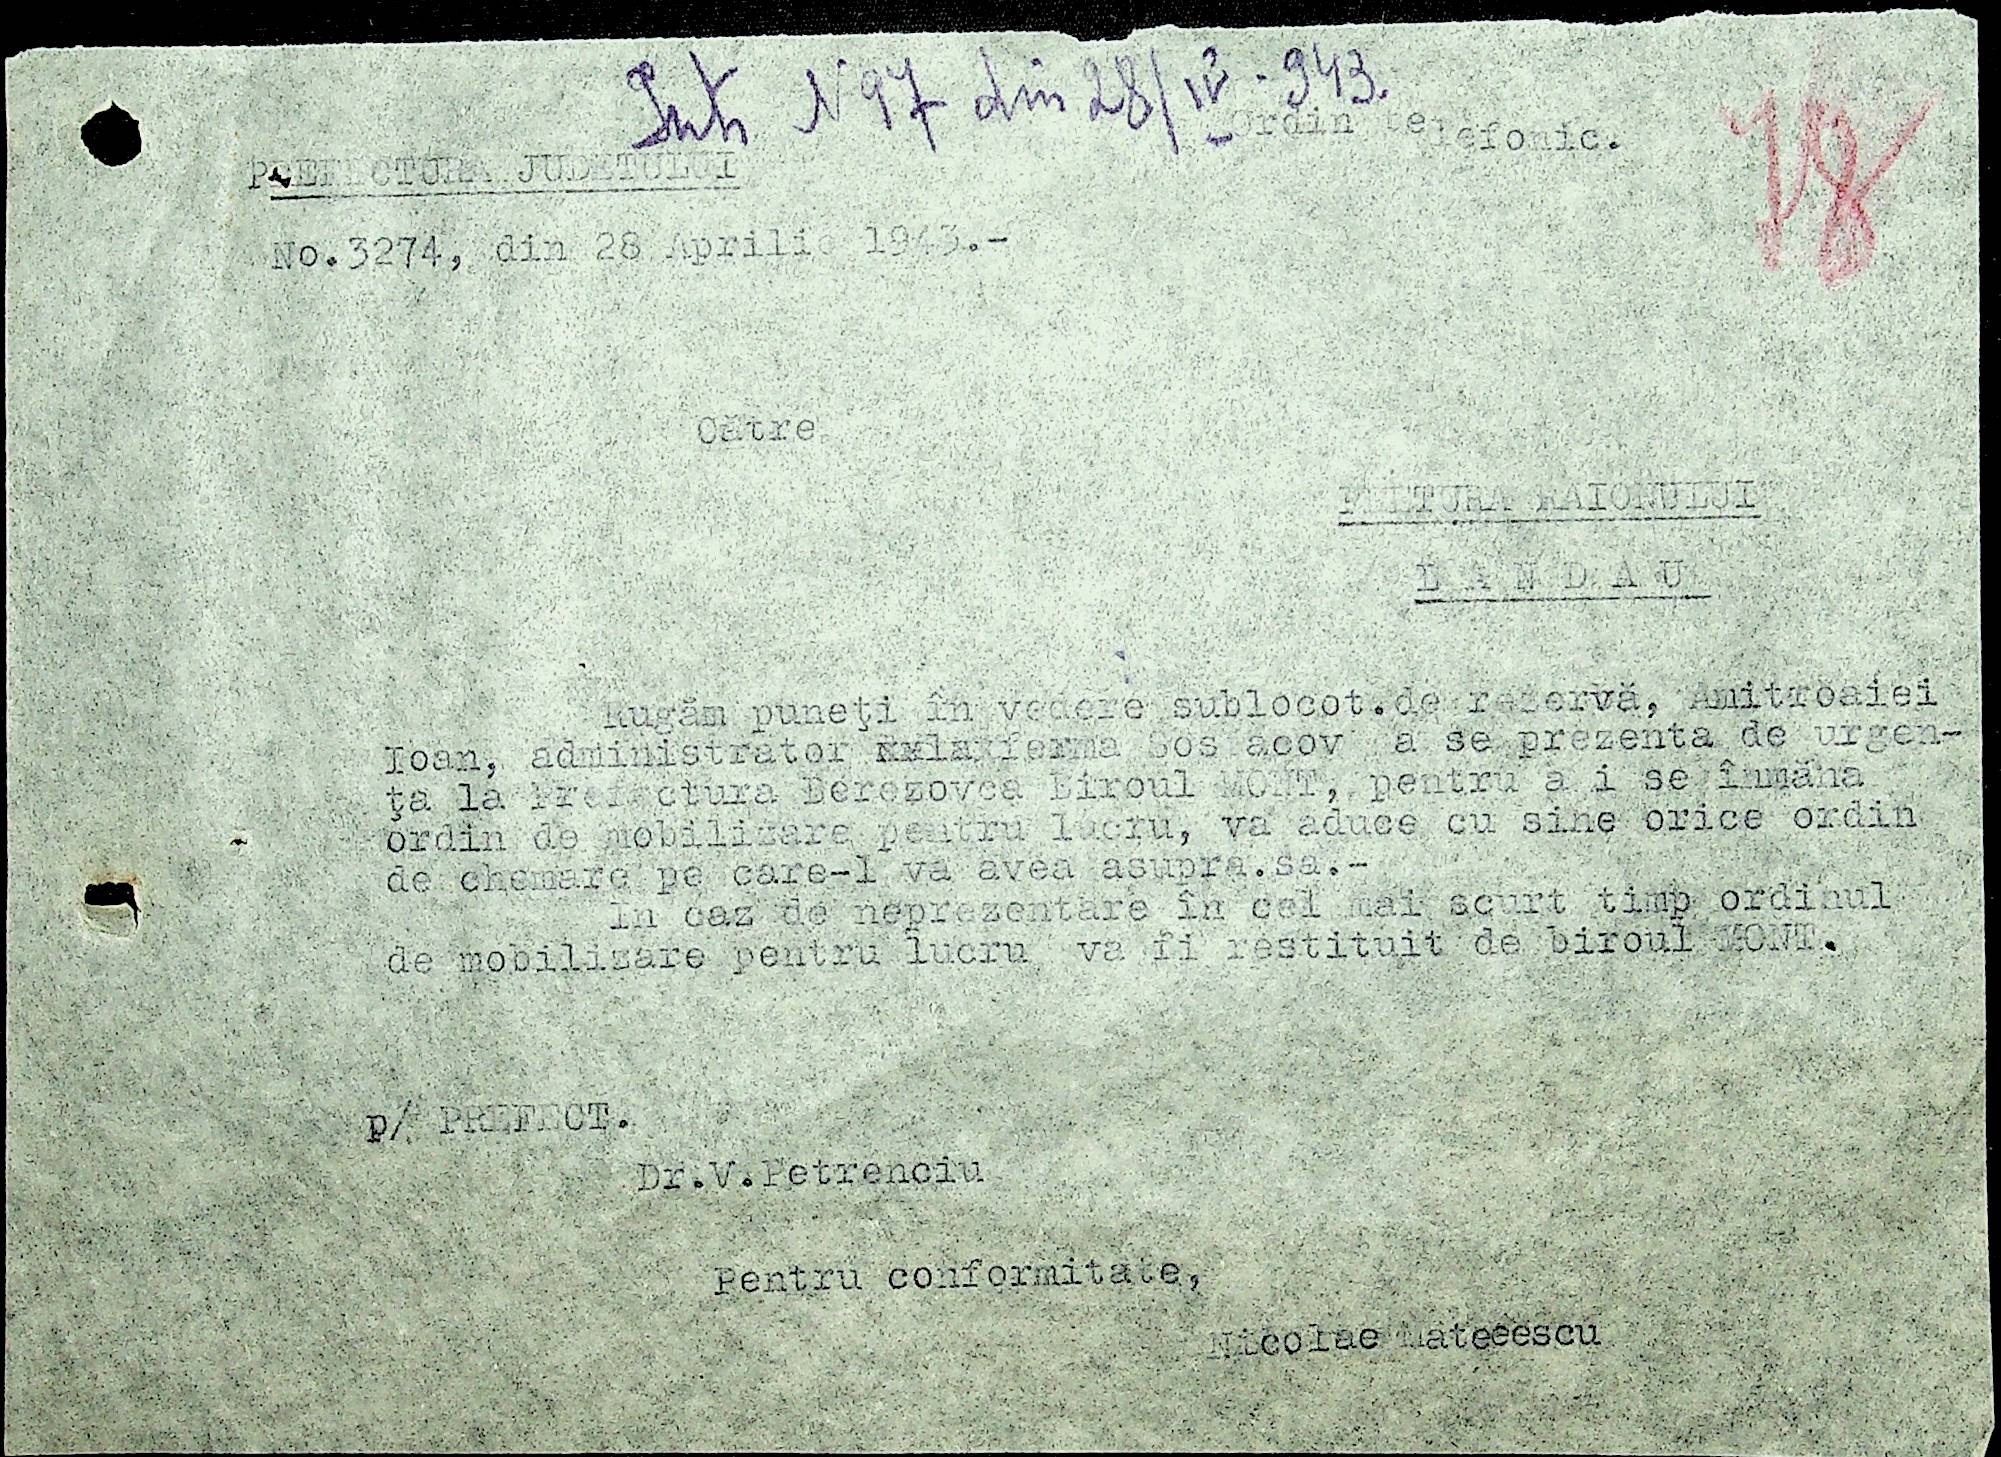 Intr N 97 din 28/IV - 943.
Ordin telefonic.
18
PREFECTURA JUDETULUI
No.3274, din 28 Aprilie 1943.-
Către
PRETURA RAIONULUI
L A N D A U
Rugăm puneţi în vedere sublocot.de rezervă, Amitroaiei
Ioan, administrator ferma Sos acov a se prezenta de urgen-
ţa la Prefectura Berezovca Biroul MONT, pentru a i se înmâna
ordin de mobilizare pentru lucru, va aduce cu sine orice ordin
de chemare pe care-l va avea asupra.sa.-
In caz de neprezentare în cel mai scurt timp ordinul
de mobilizare pentru lucru va fi restituit de biroul MONT.
p/ PREFECT.
Dr.V.Petrenciu
Pentru conformitate,
Nicolae Mateeescu